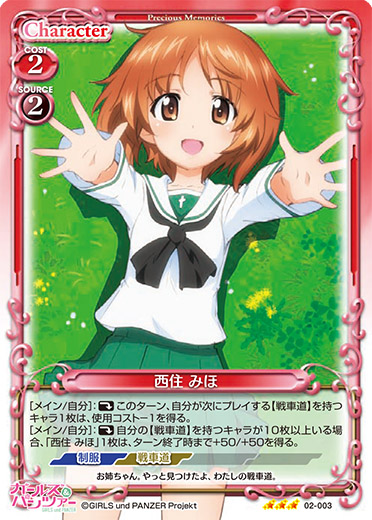 Precious Memories
Character
COST
2
SOURCE
2
西住 みほ
[メイン/自分]:このターン、自分が次にプレイする【戦車道】を持つ
キャラ1枚は、使用コスト-1を得る。
[メイン/自分]:自分の【戦車道】を持つキャラが10枚以上いる場
合、「西住 みほ」1枚は、ターン終了時まで+50/+50を得る。
制服 戦車道
お姉ちゃん。やっと見つけたよ、わたしの戦車道。
ガールズ&パンツァー
GIRLS und PANZER
©GIRLS und PANZER Projekt
02-003